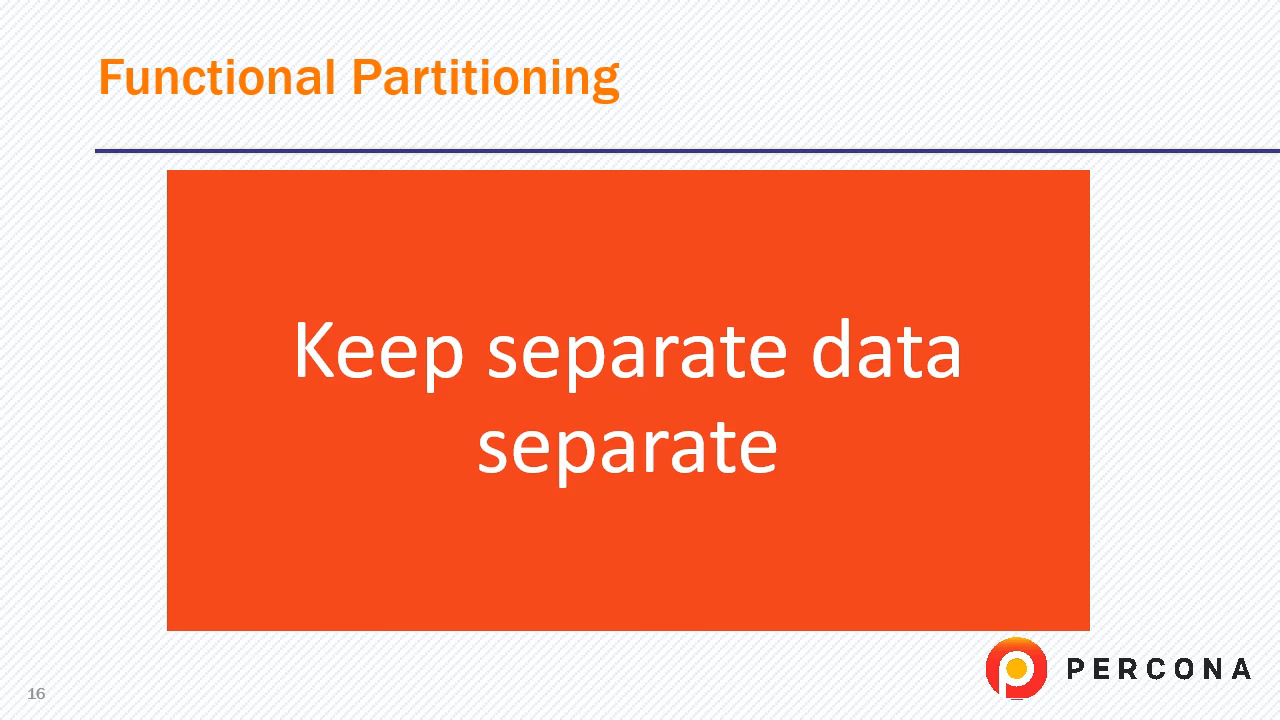 Functional Partitioning
Keep separate data
separate
16
PERCONA